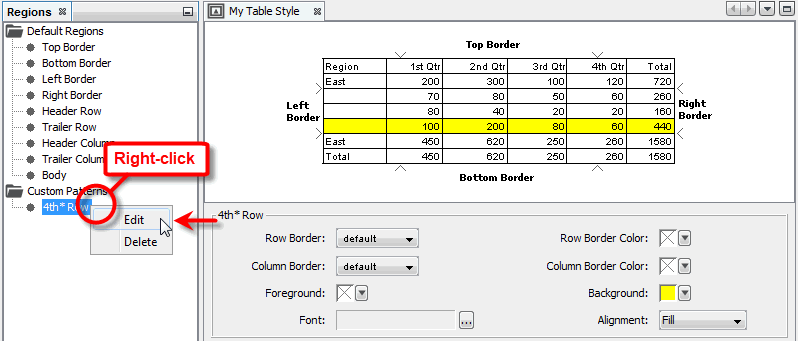 Regions
Default Regions
Top Border
Bottom Border
Left Border
Right Border
Header Row
Trailer Row
Header Column
Trailer Colum
Body
Custom Patterns
4th* Row
Right-click
Edit
Delete
My Table Style
Top Border
Left Border
Right Border
Region 1st Qtr 2nd Qtr 3rd Qtr 4th Qtr Total
East 200 300 100 120 720
70 80 50 60 260
80 40 20 20 160
100 200 80 60 440
East 450 620 250 260 1580
Total 450 620 250 260 1580
Bottom Border
4th* Row
Row Border: default Row Border Color:
Column Border: default Column Border Color:
Foreground: Background:
Font: ... Alignment: Fill